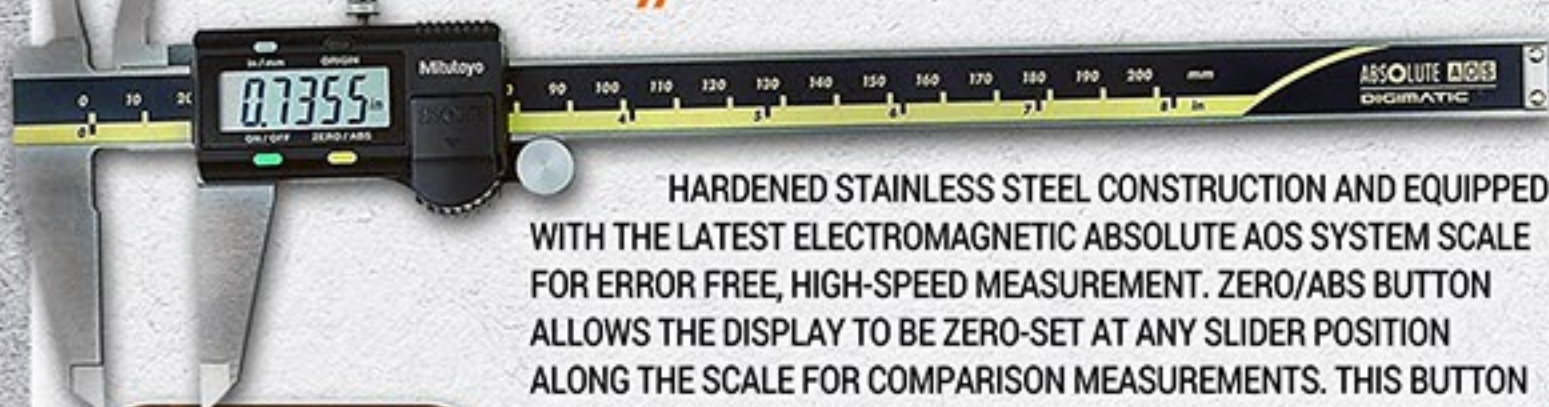 ”
in/mm ORIGIN
Mitutoyo
0.7355 in
ON/OFF ZERO/ABS
0 10 90 100 110 120 130 140 150 160 170 180 190 200 mm
0 4 5 6 7 8 in
ABSOLUTE AOS
DIGIMATIC
HARDENED STAINLESS STEEL CONSTRUCTION AND EQUIPPED
WITH THE LATEST ELECTROMAGNETIC ABSOLUTE AOS SYSTEM SCALE
FOR ERROR FREE, HIGH-SPEED MEASUREMENT. ZERO/ABS BUTTON
ALLOWS THE DISPLAY TO BE ZERO-SET AT ANY SLIDER POSITION
ALONG THE SCALE FOR COMPARISON MEASUREMENTS. THIS BUTTON